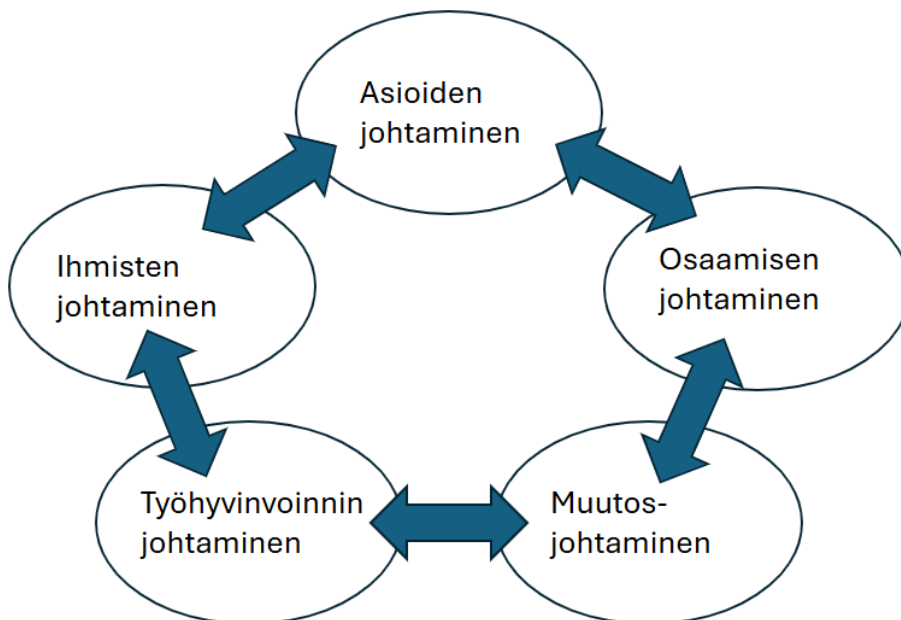 Asioiden
johtaminen
Ihmisten
johtaminen
Osaamisen
johtaminen
Työhyvinvoinnin
johtaminen
Muutos-
johtaminen